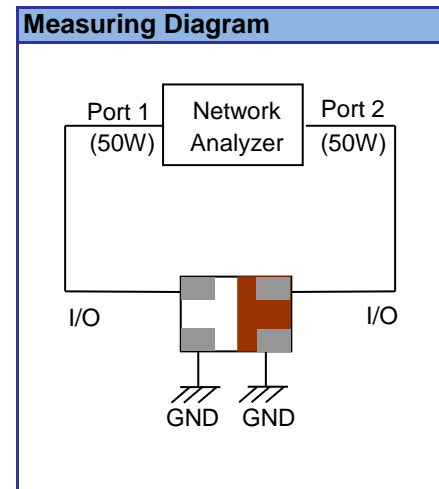 Measuring Diagram
Port 1
(50W)
Network
Analyzer
Port 2
(50W)
I/O
I/O
GND
GND